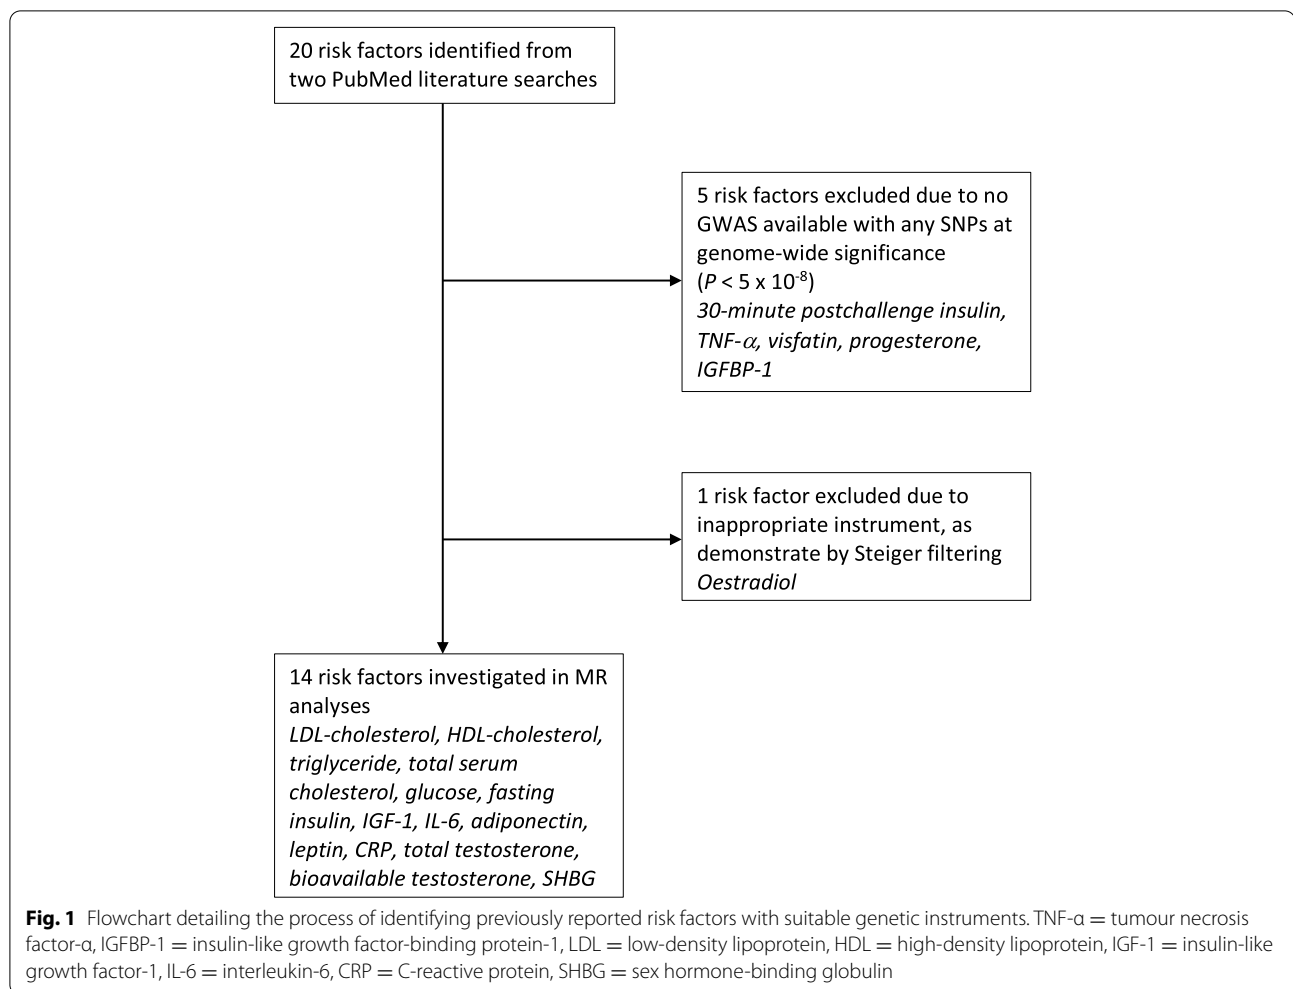 20 risk factors identified from
two PubMed literature searches
5 risk factors excluded due to no
GWAS available with any SNPs at
genome-wide significance
(P < 5 x 10-8)
30-minute postchallenge insulin,
TNF-α, visfatin, progesterone,
IGFBP-1
1 risk factor excluded due to
inappropriate instrument, as
demonstrate by Steiger filtering
Oestradiol
14 risk factors investigated in MR
analyses
LDL-cholesterol, HDL-cholesterol,
triglyceride, total serum
cholesterol, glucose, fasting
insulin, IGF-1, IL-6, adiponectin,
leptin, CRP, total testosterone,
bioavailable testosterone, SHBG
Fig. 1 Flowchart detailing the process of identifying previously reported risk factors with suitable genetic instruments. TNF-α = tumour necrosis
factor-α, IGFBP-1 = insulin-like growth factor-binding protein-1, LDL = low-density lipoprotein, HDL = high-density lipoprotein, IGF-1 = insulin-like
growth factor-1, IL-6 = interleukin-6, CRP = C-reactive protein, SHBG = sex hormone-binding globulin